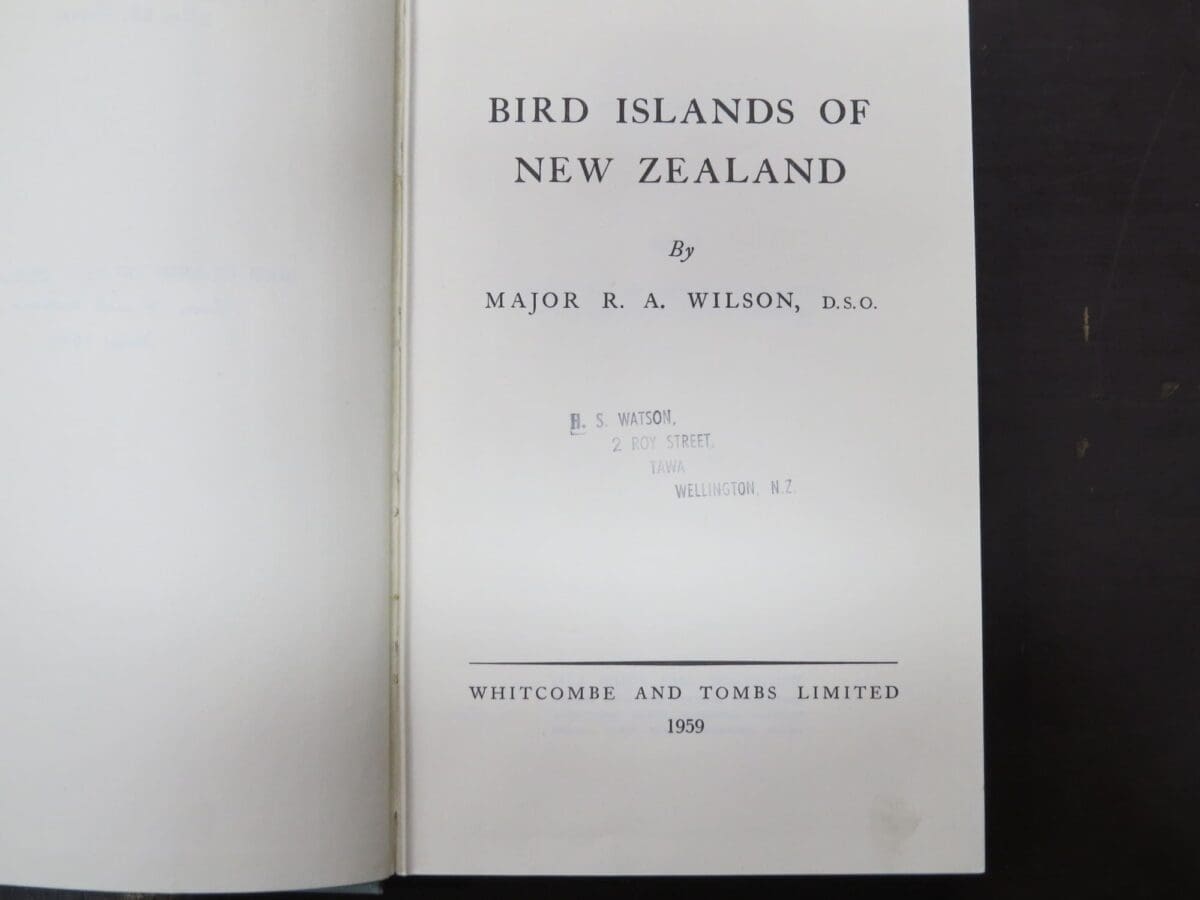 BIRD ISLANDS OF
NEW ZEALAND
By
MAJOR R. A. WILSON, D.S.O.
H. S. WATSON,
2 ROY STREET,
TAWA
WELLINGTON, N.Z.
WHITCOMBE AND TOMBS LIMITED
1959